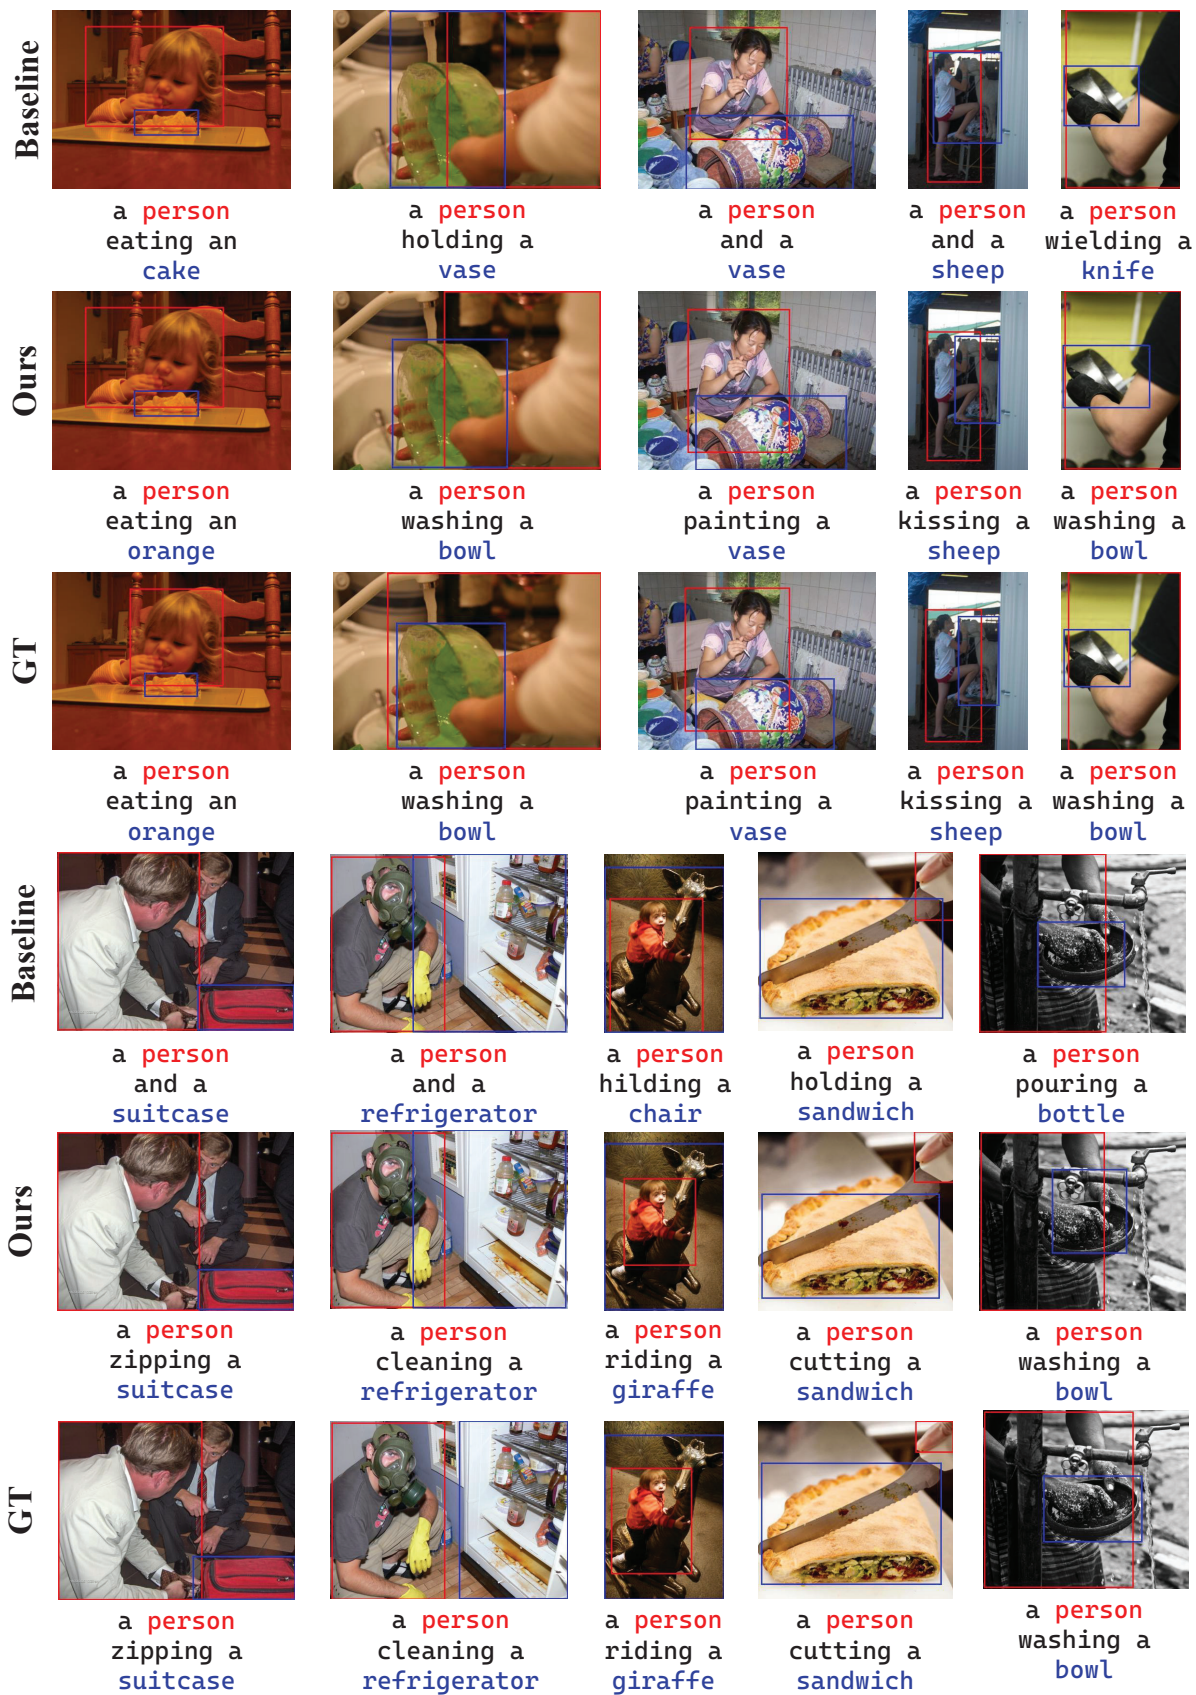 Baseline
a person
eating an
cake
a person
holding a
vase
a person
and a
vase
a person
and a
sheep
a person
wielding a
knife
Ours
a person
eating an
orange
a person
washing a
bowl
a person
painting a
vase
a person
kissing a
sheep
a person
washing a
bowl
GT
a person
eating an
orange
a person
washing a
bowl
a person
painting a
vase
a person
kissing a
sheep
a person
washing a
bowl
Baseline
a person
and a
suitcase
a person
and a
refrigerator
a person
hilding a
chair
a person
holding a
sandwich
a person
pouring a
bottle
Ours
a person
zipping a
suitcase
a person
cleaning a
refrigerator
a person
riding a
giraffe
a person
cutting a
sandwich
a person
washing a
bowl
GT
a person
zipping a
suitcase
a person
cleaning a
refrigerator
a person
riding a
giraffe
a person
cutting a
sandwich
a person
washing a
bowl